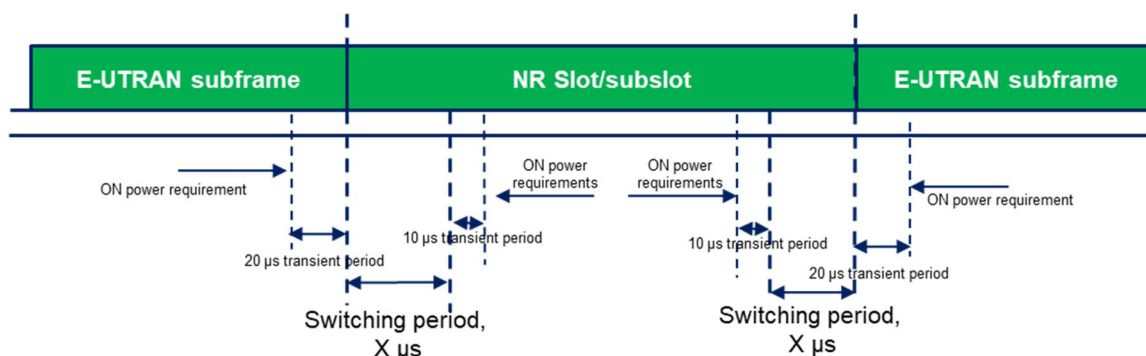 E-UTRAN subframe
NR Slot/subslot
E-UTRAN subframe
ON power requirement
ON power
requirements
ON power
requirements
ON power requirement
10 µs transient period
20 µs transient period
10 µs transient period
20 µs transient period
Switching period,
X µs
Switching period,
X µs